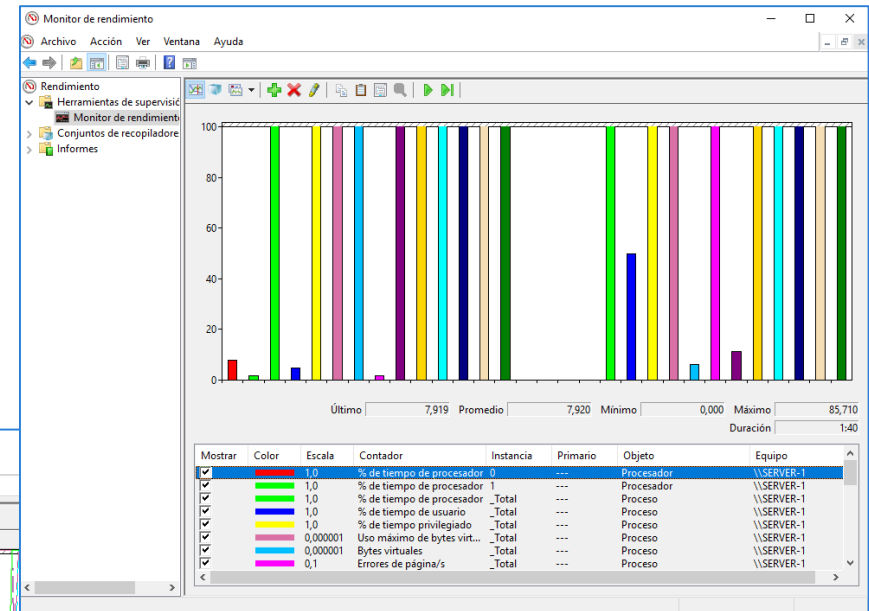 Monitor de rendimiento
Archivo Acción Ver Ventana Ayuda
Rendimiento
Herramientas de supervisió
Monitor de rendimiento
Conjuntos de recopiladore
Informes
100
80
60
40
20
0
Último 7,919 Promedio 7,920 Mínimo 0,000 Máximo 85,710
Duración 1:40
Mostrar Color Escala Contador Instancia Primario Objeto Equipo
1,0 % de tiempo de procesador 0 --- Procesador \\SERVER-1
1,0 % de tiempo de procesador 1 --- Procesador \\SERVER-1
1,0 % de tiempo de procesador _Total --- Proceso \\SERVER-1
1,0 % de tiempo de usuario _Total --- Proceso \\SERVER-1
1,0 % de tiempo privilegiado _Total --- Proceso \\SERVER-1
0,000001 Uso máximo de bytes virt... _Total --- Proceso \\SERVER-1
0,000001 Bytes virtuales _Total --- Proceso \\SERVER-1
0,1 Errores de página/s _Total --- Proceso \\SERVER-1